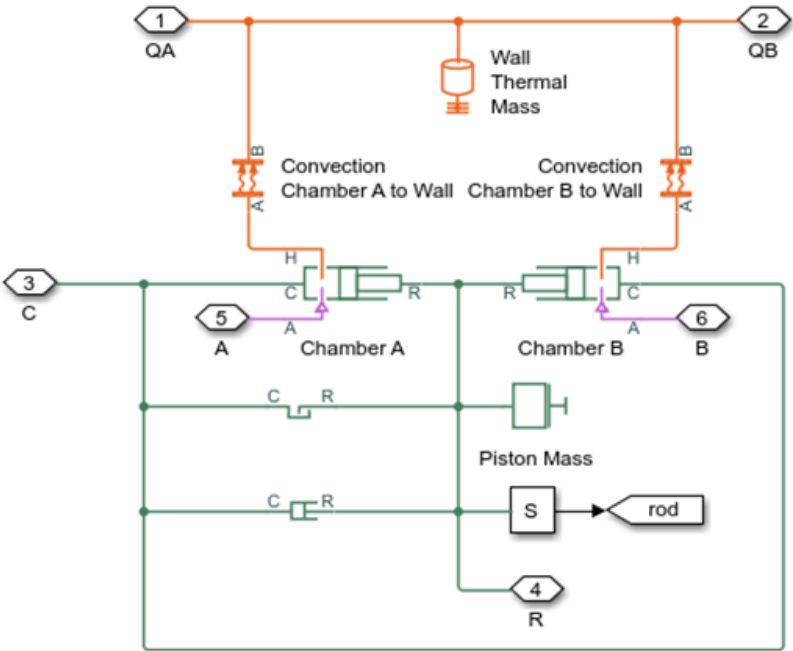 1
QA
2
QB
Wall
Thermal
Mass
B
B
Convection
Chamber A to Wall
Convection
Chamber B to Wall
A
A
H
H
3
C
C
R
R
C
5
A
A
6
B
A
Chamber A
Chamber B
C
R
Piston Mass
C
R
S
rod
4
R